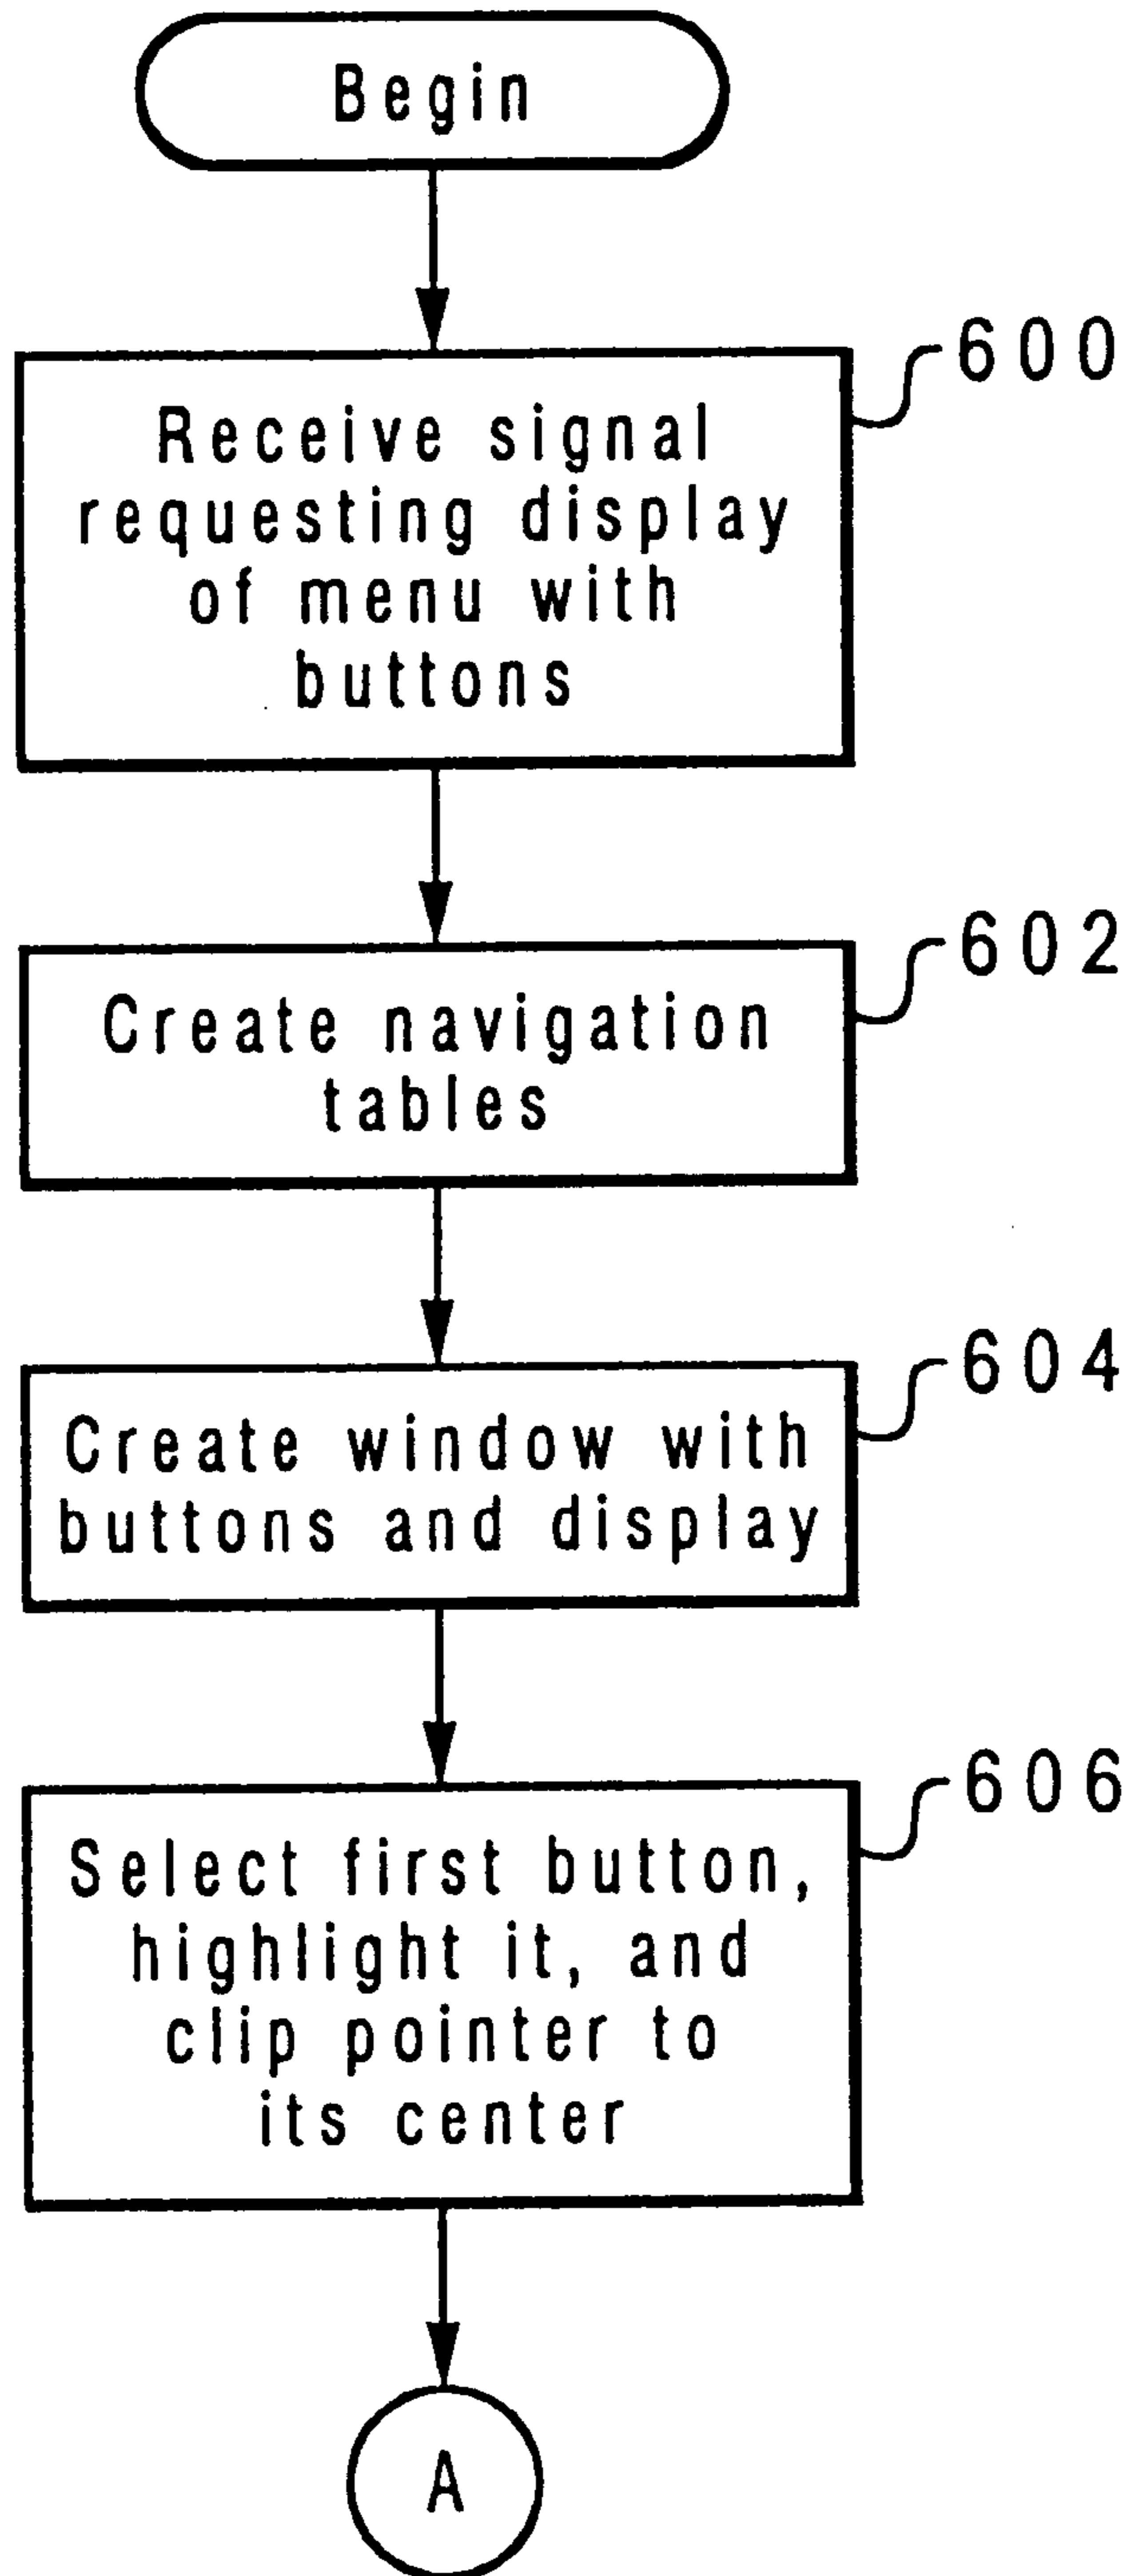 Begin
600
Receive signal
requesting display
of menu with
buttons
602
Create navigation
tables
604
Create window with
buttons and display
606
Select first button,
highlight it, and
clip pointer to
its center
A